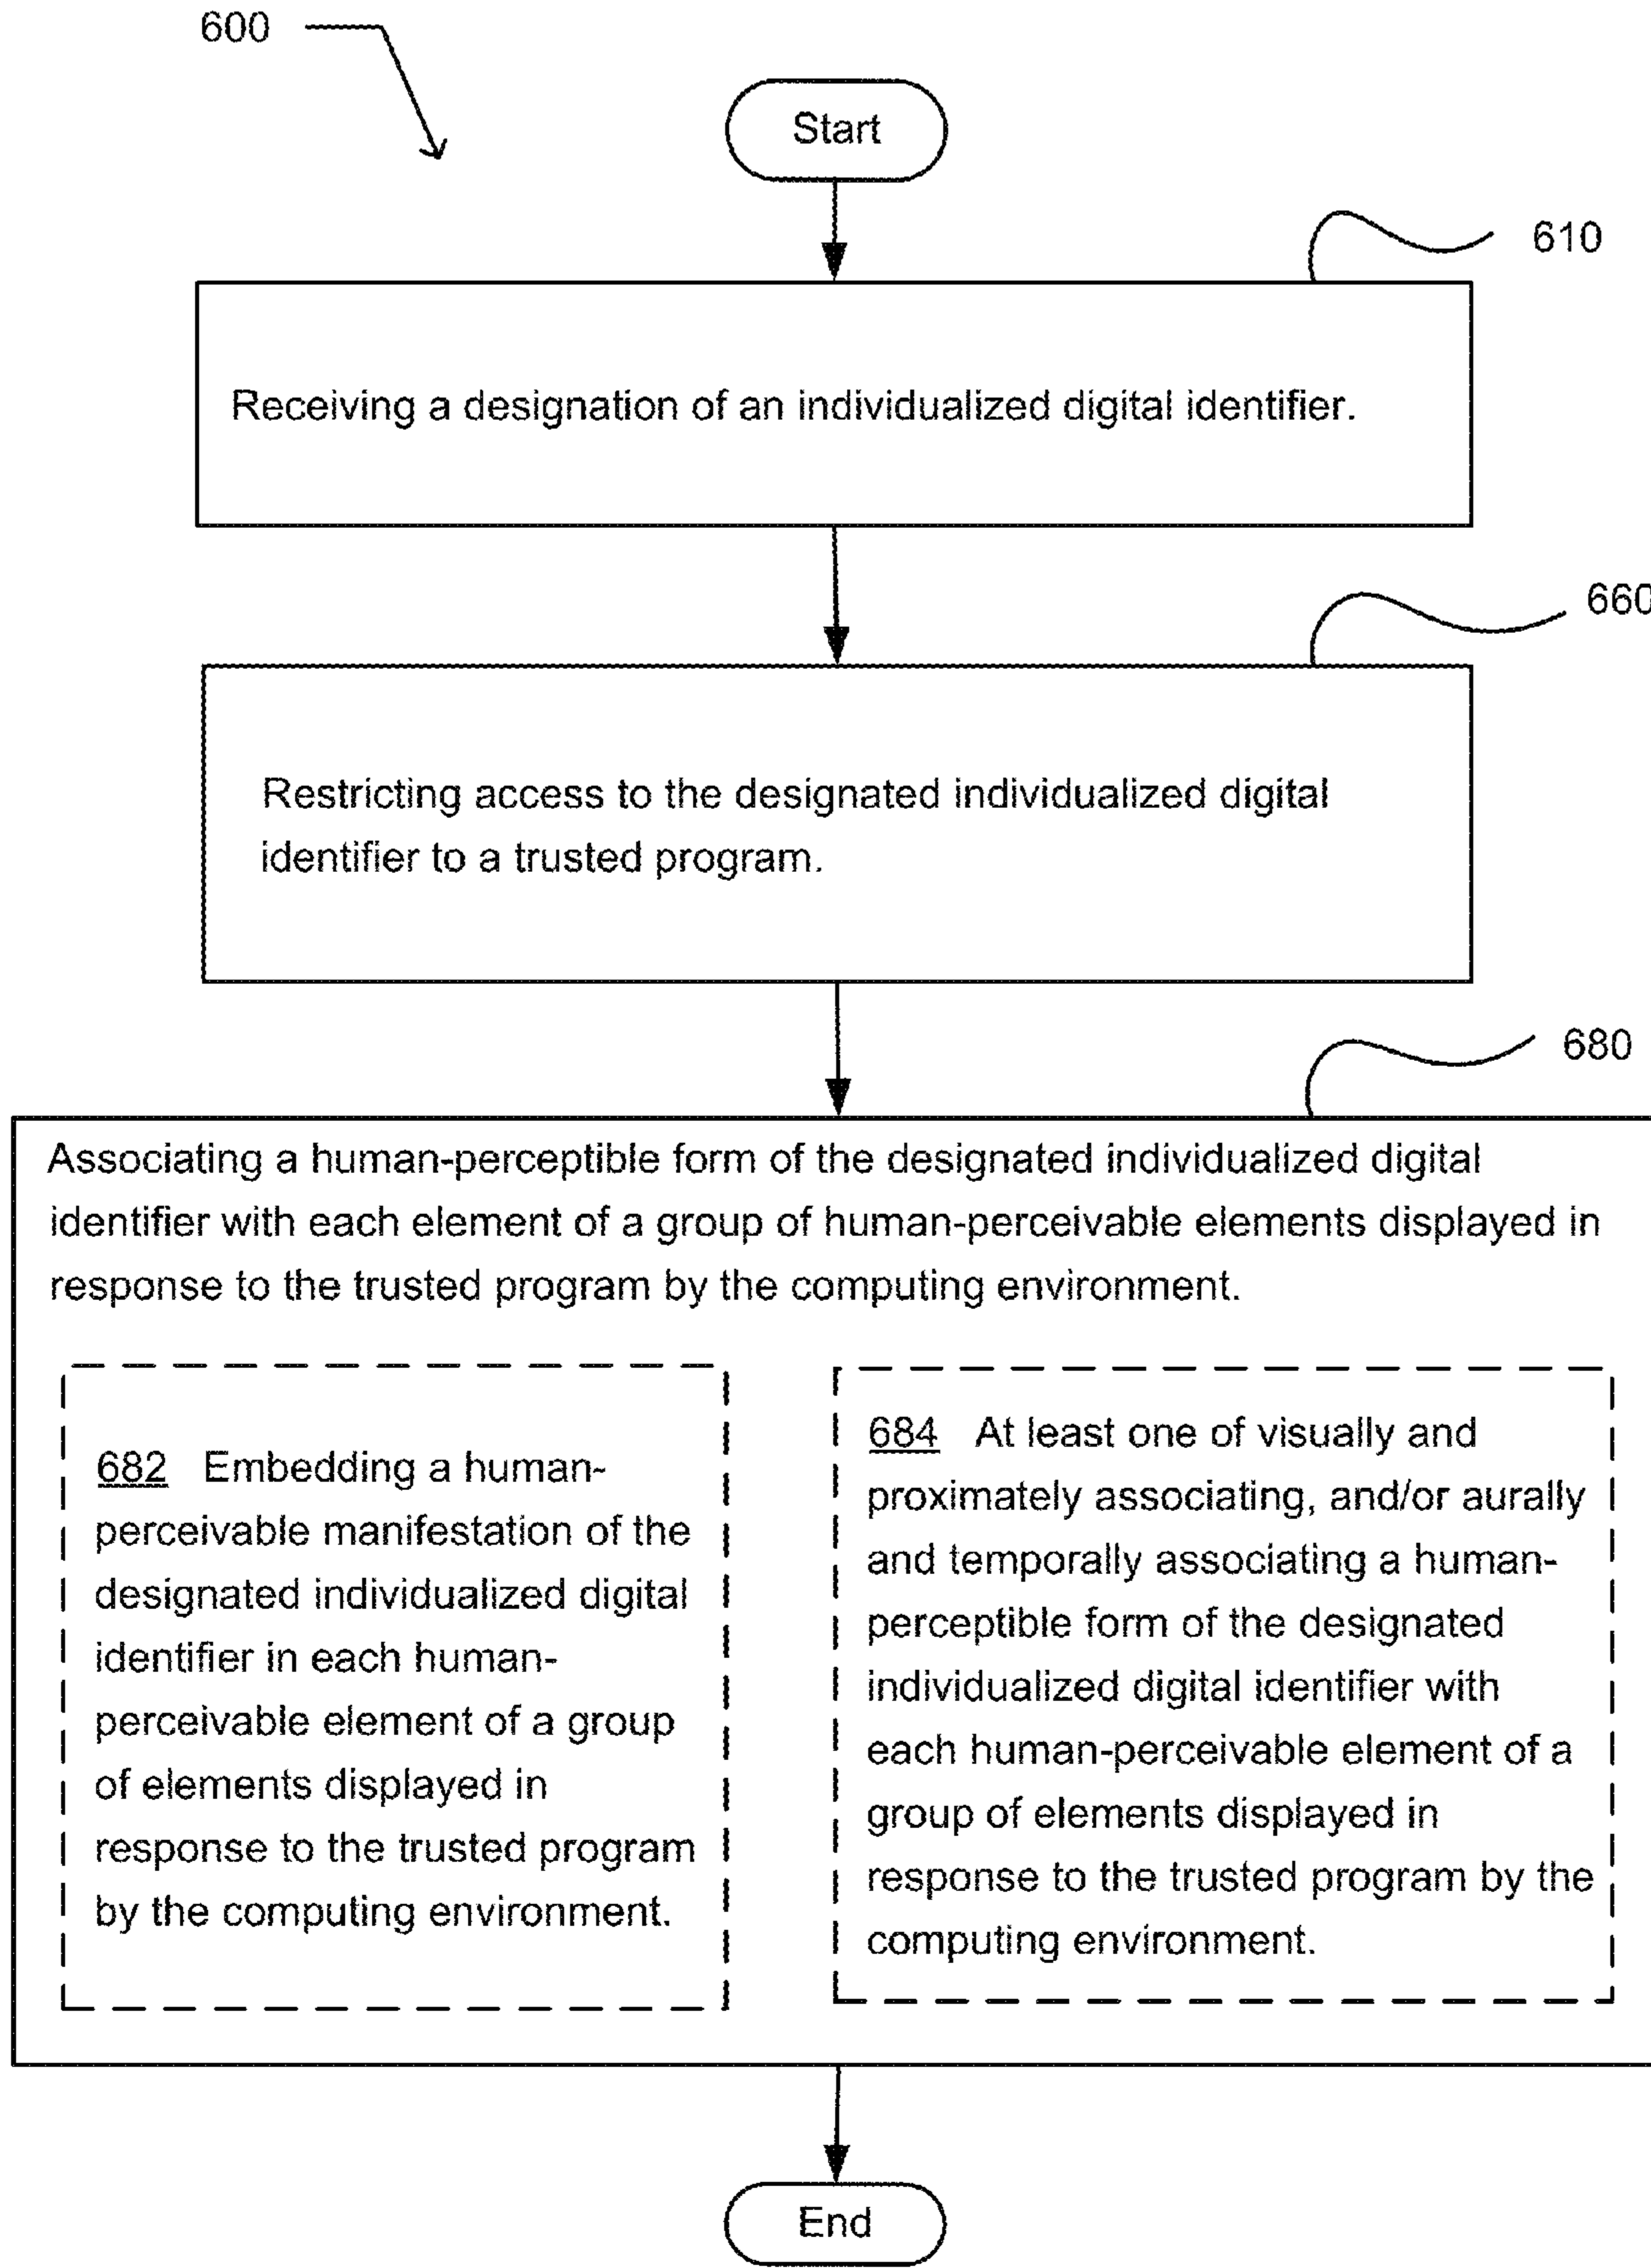 600
Start
610
Receiving a designation of an individualized digital identifier.
660
Restricting access to the designated individualized digital
identifier to a trusted program.
680
Associating a human-perceptible form of the designated individualized digital
identifier with each element of a group of human-perceivable elements displayed in
response to the trusted program by the computing environment.
682 Embedding a human-
perceivable manifestation of the
designated individualized digital
identifier in each human-
perceivable element of a group
of elements displayed in
response to the trusted program
by the computing environment.
684 At least one of visually and
proximately associating, and/or aurally
and temporally associating a human-
perceptible form of the designated
individualized digital identifier with
each human-perceivable element of a
group of elements displayed in
response to the trusted program by the
computing environment.
End